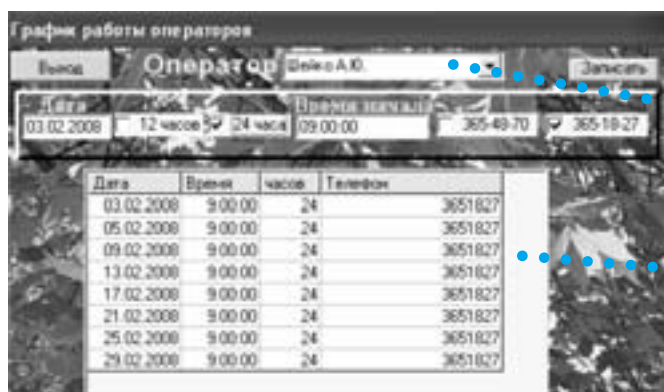 График работы операторов
Выход Оператор Шейко А.Ю. Записать
Дата Время начал
03.02.2008 12 часов 24 часа 09:00:00 365-48-70 365-18-27
Дата Время часов Телефон
03.02.2008 9:00:00 24 3651827
05.02.2008 9:00:00 24 3651827
09.02.2008 9:00:00 24 3651827
13.02.2008 9:00:00 24 3651827
17.02.2008 9:00:00 24 3651827
21.02.2008 9:00:00 24 3651827
25.02.2008 9:00:00 24 3651827
29.02.2008 9:00:00 24 3651827